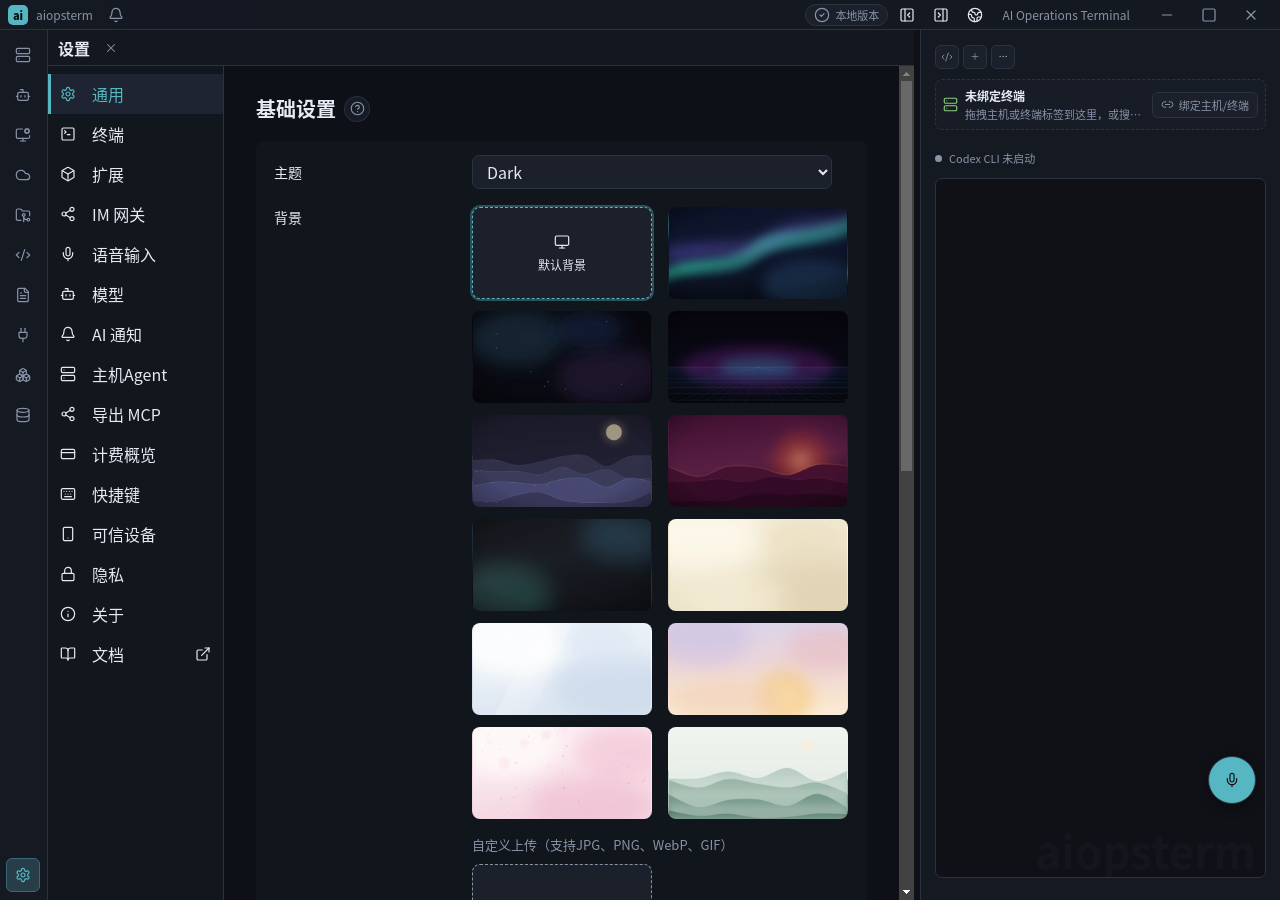 ai aiopsterm 本地版本 AI Operations Terminal
设置
通用
终端
扩展
IM 网关
语音输入
模型
AI 通知
主机Agent
导出 MCP
计费概览
快捷键
可信设备
隐私
关于
文档
基础设置
主题
Dark
背景
默认背景
自定义上传（支持JPG、PNG、WebP、GIF）
未绑定终端
拖拽主机或终端标签到这里，或搜…
绑定主机/终端
Codex CLI 未启动
aiopsterm